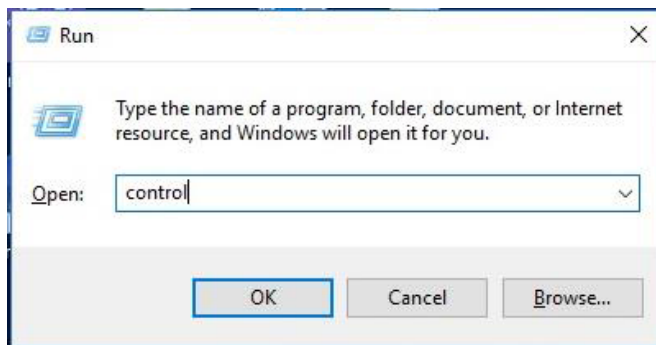 Run
Type the name of a program, folder, document, or Internet
resource, and Windows will open it for you.
Open:
control
OK
Cancel
Browse...